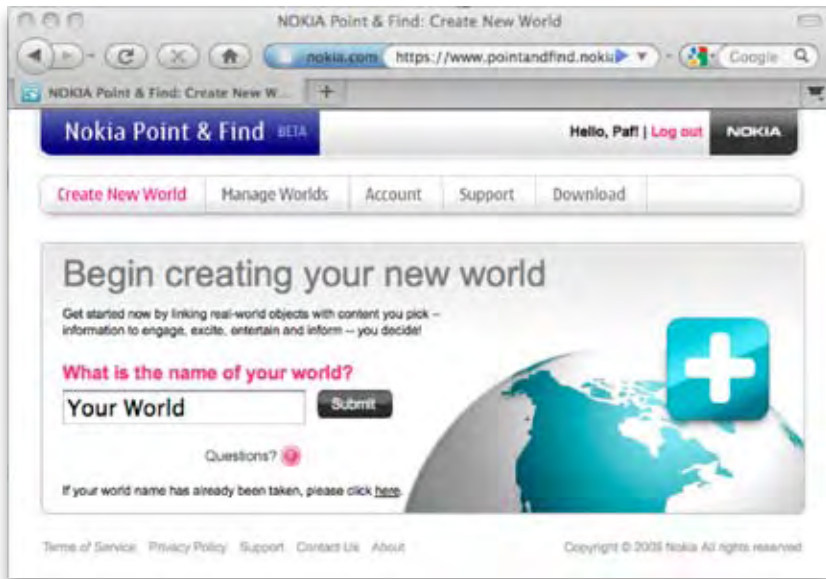 NOKIA Point & Find: Create New World
nokia.com https://www.pointandfind.nokia
Google
NOKIA Point & Find: Create New W...
Nokia Point & Find BETA
Hello, Paf! | Log out NOKIA
Create New World Manage Worlds Account Support Download
Begin creating your new world
Get started now by linking real-world objects with content you pick –
information to engage, excite, entertain and inform -- you decide!
What is the name of your world?
Your World Submit
Questions? ?
If your world name has already been taken, please click here.
Terms of Service Privacy Policy Support Contact Us About Copyright © 2009 Nokia All rights reserved